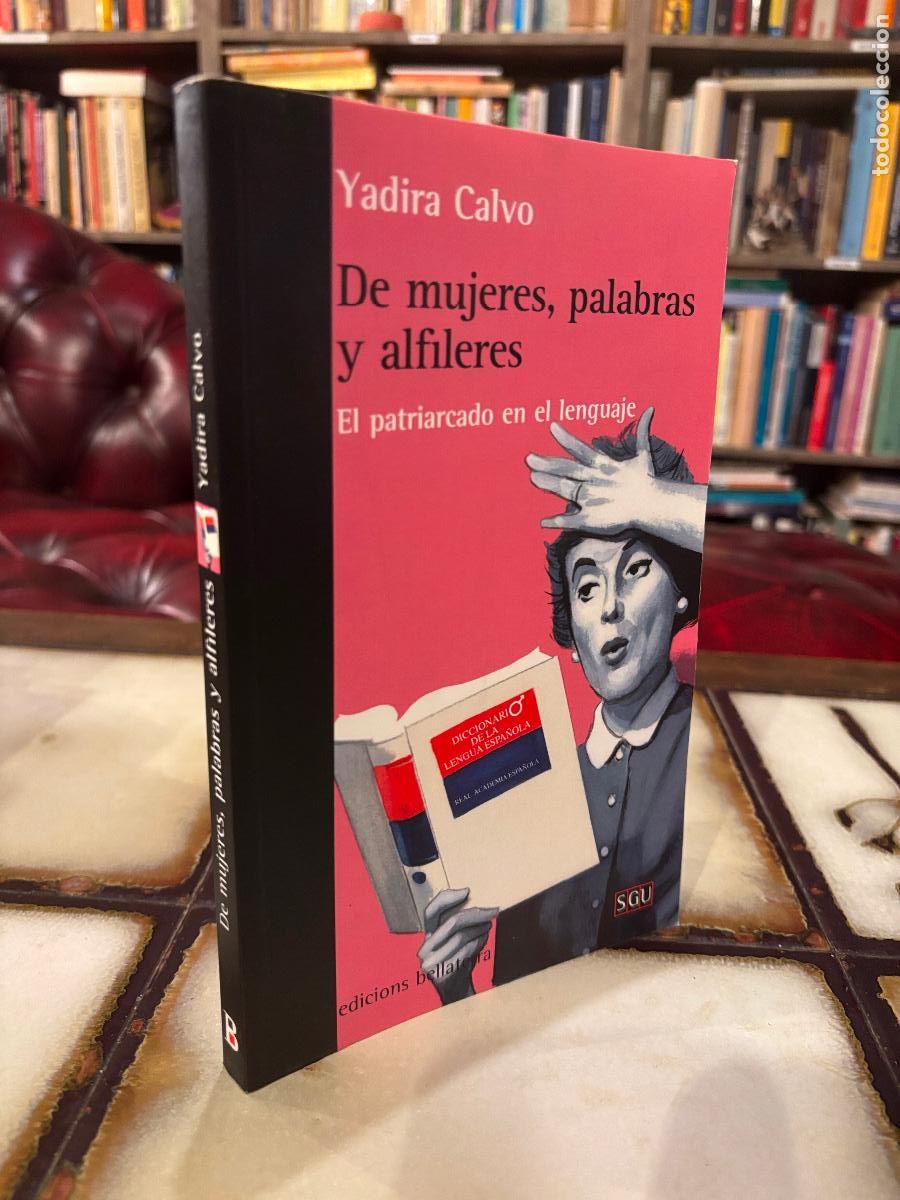 todocoleccion
Yadira Calvo
De mujeres, palabras
y alfileres
El patriarcado en el lenguaje
DICCIONARIO
DE LA
LENGUA ESPAÑOLA
REAL ACADEMIA ESPAÑOLA
SGU
edicions bellaterra
De mujeres, palabras y alfileres Yadira Calvo
B